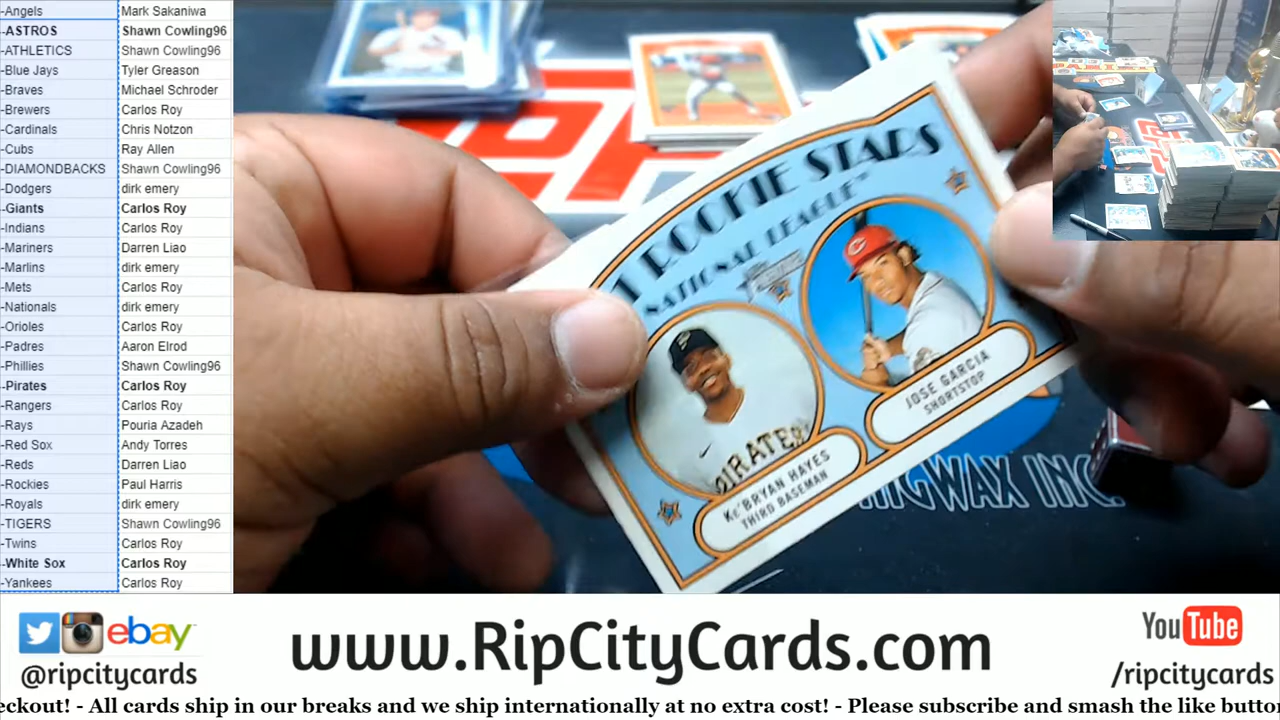 -Angels Mark Sakaniwa
-ASTROS Shawn Cowling96
-ATHLETICS Shawn Cowling96
-Blue Jays Tyler Greason
-Braves Michael Schroder
-Brewers Carlos Roy
-Cardinals Chris Notzon
-Cubs Ray Allen
-DIAMONDBACKS Shawn Cowling96
-Dodgers dirk emery
-Giants Carlos Roy
-Indians Carlos Roy
-Mariners Darren Liao
-Marlins dirk emery
-Mets Carlos Roy
-Nationals dirk emery
-Orioles Carlos Roy
-Padres Aaron Elrod
-Phillies Shawn Cowling96
-Pirates Carlos Roy
-Rangers Carlos Roy
-Rays Pouria Azadeh
-Red Sox Andy Torres
-Reds Darren Liao
-Rockies Paul Harris
-Royals dirk emery
-TIGERS Shawn Cowling96
-Twins Carlos Roy
-White Sox Carlos Roy
-Yankees Carlos Roy
ROOKIE STARS
NATIONAL LEAGUE
PIRATES
KE'BRYAN HAYES
THIRD BASEMAN
JOSE GARCIA
SHORTSTOP
WAX INC.
ebay
@ripcitycards
www.RipCityCards.com
YouTube
/ripcitycards
eckout! - All cards ship in our breaks and we ship internationally at no extra cost! - Please subscribe and smash the like button